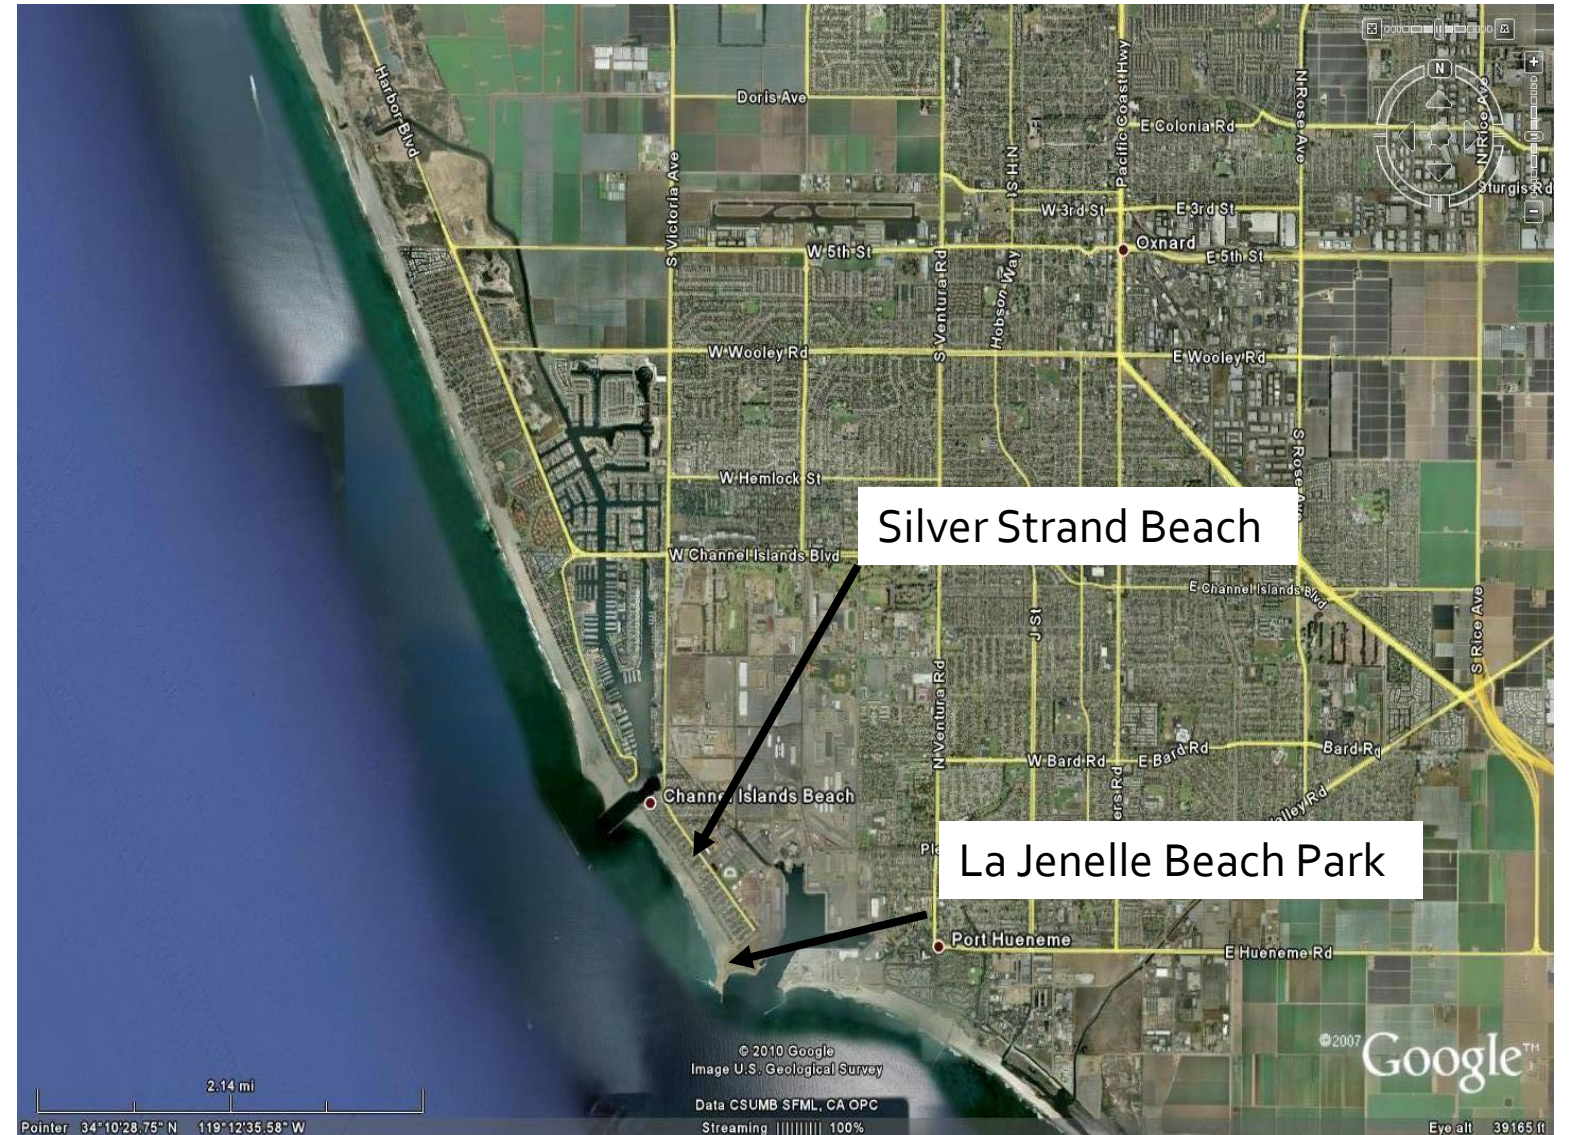 Harbor Blvd
Doris Ave
S Victoria Ave
N H St
Pacific Coast Hwy
E Colonia Rd
N Rose Ave
N Rice Ave
Sturgis Rd
N
W 3rd St
E 3rd St
W 5th St
Oxnard
E 5th St
S Ventura Rd
Hobson Way
W Wooley Rd
E Wooley Rd
W Hemlock St
S Rose Ave
Silver Strand Beach
W Channel Islands Blvd
E Channel Islands Blvd
J St
S Rice Ave
N Ventura Rd
W Bard Rd
E Bard Rd
Bard Rd
Channel Islands Beach
La Jenelle Beach Park
Port Hueneme
E Hueneme Rd
© 2010 Google
Image U.S. Geological Survey
©2007 Google™
2.14 mi
Data CSUMB SFML, CA OPC
Pointer 34°10'28.75" N 119°12'35.58" W
Streaming |||||||||| 100%
Eye alt 39165 ft